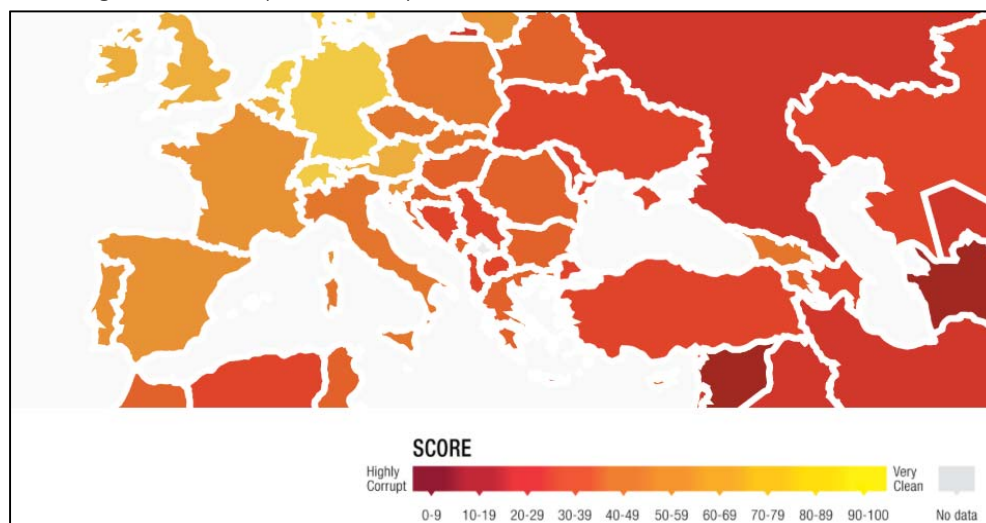 SCORE
Highly Corrupt
Very Clean
0-9 10-19 20-29 30-39 40-49 50-59 60-69 70-79 80-89 90-100 No data